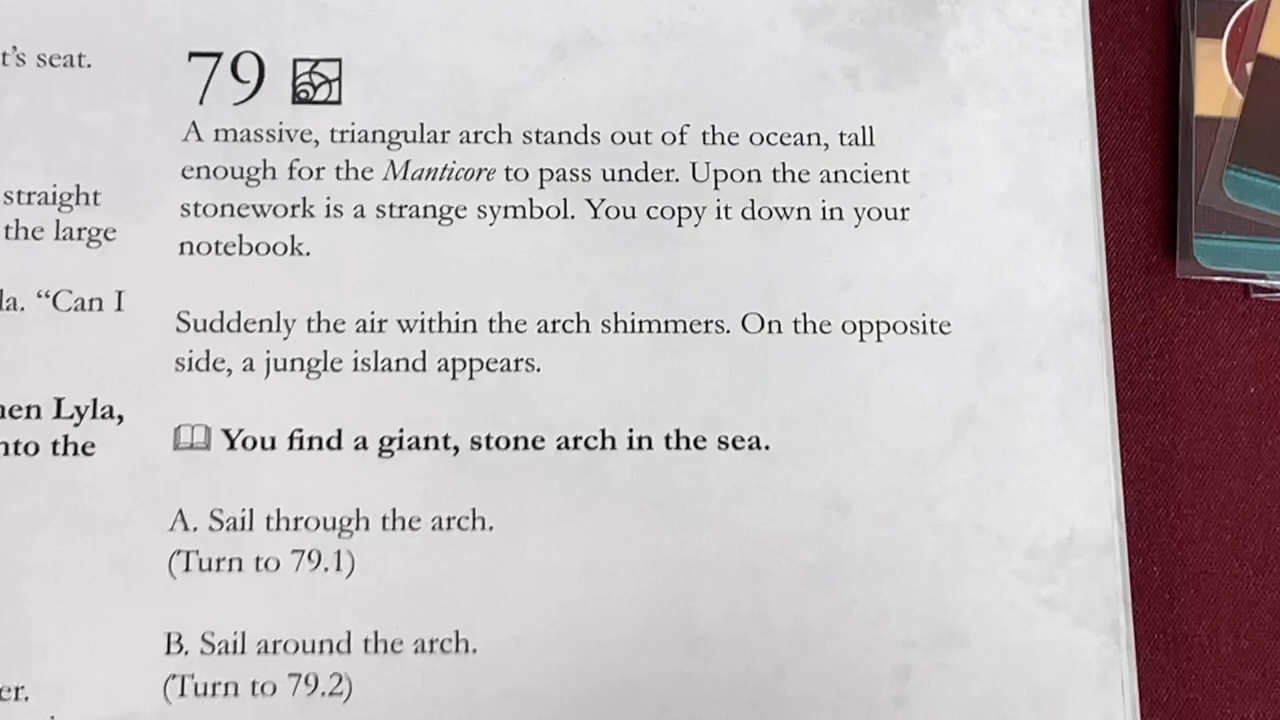 t's seat.
straight
the large
la. "Can I
nen Lyla,
nto the
er.
79
A massive, triangular arch stands out of the ocean, tall
enough for the Manticore to pass under. Upon the ancient
stonework is a strange symbol. You copy it down in your
notebook.
Suddenly the air within the arch shimmers. On the opposite
side, a jungle island appears.
You find a giant, stone arch in the sea.
A. Sail through the arch.
(Turn to 79.1)
B. Sail around the arch.
(Turn to 79.2)